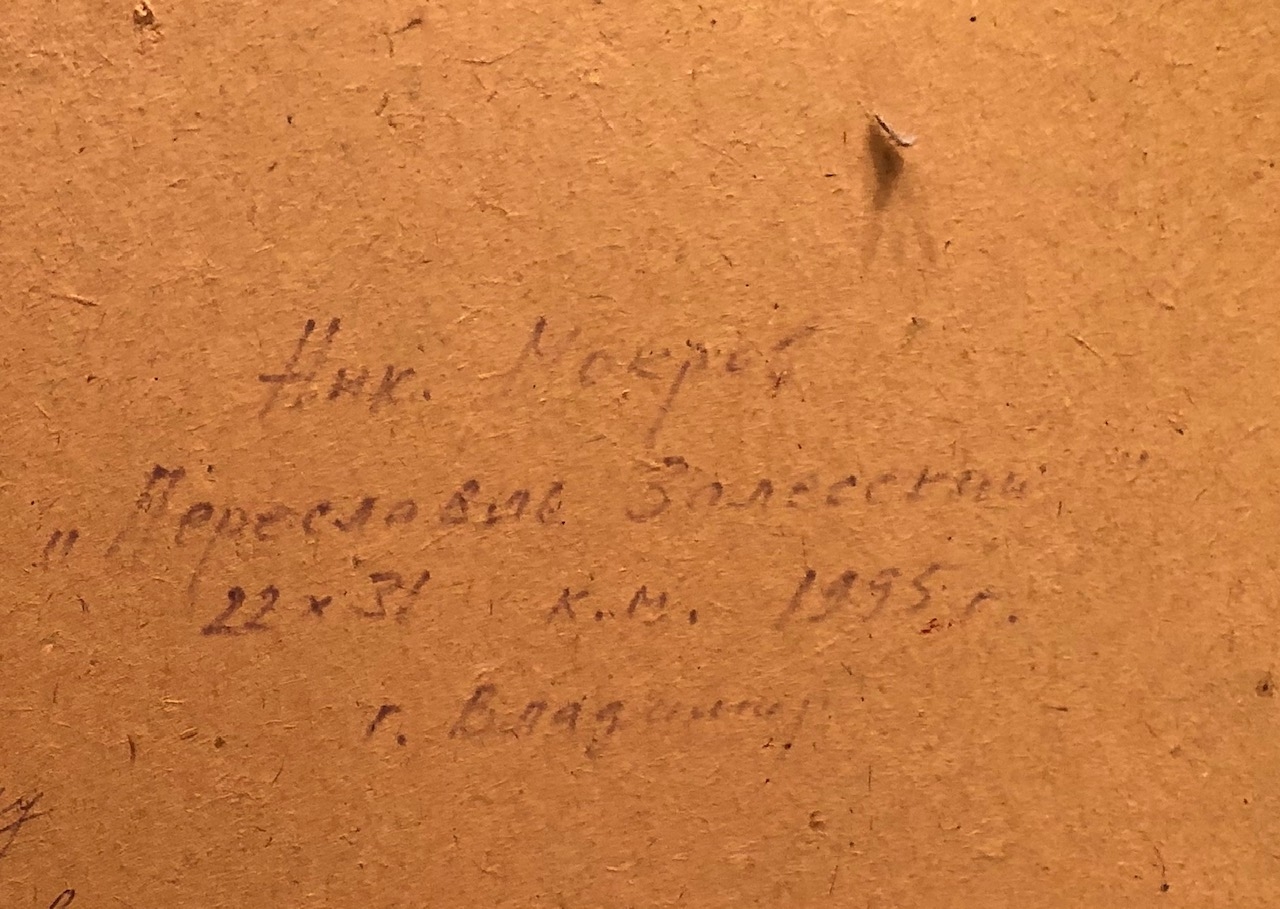 Ник. Мокров
„Переславль Залесский"
22 х 31 к.м. 1995 г.
г. Владимир